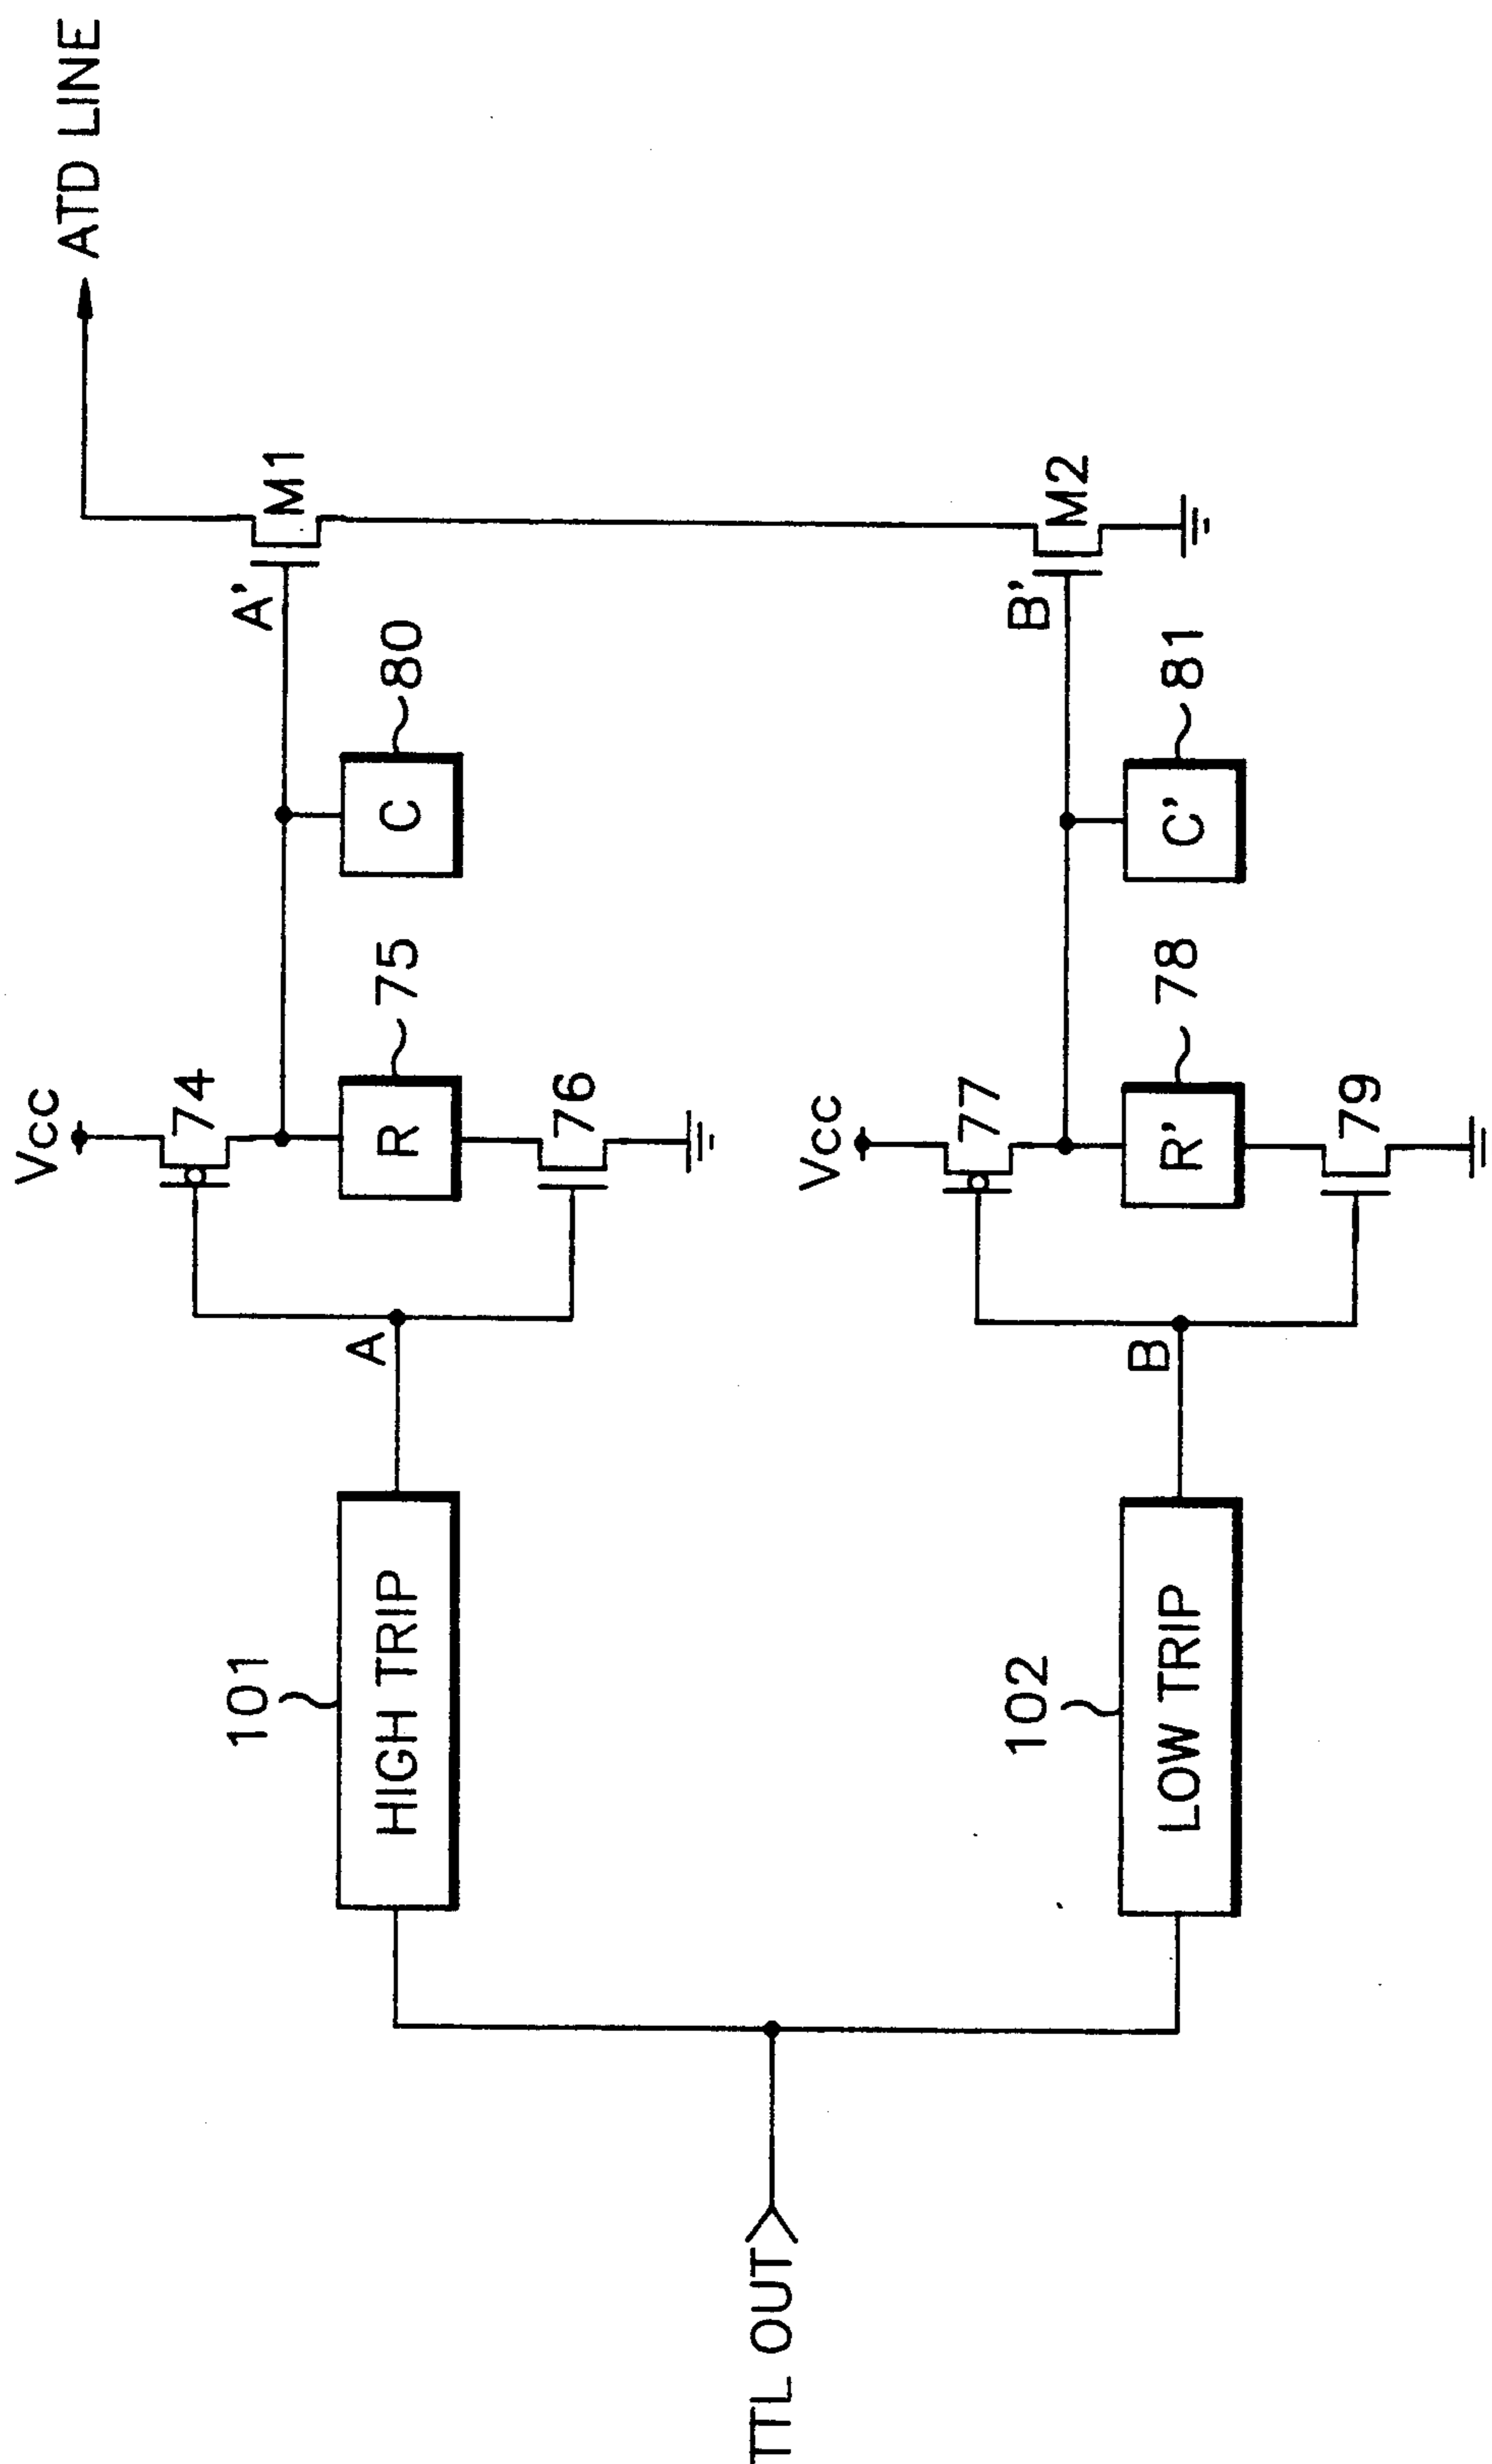 TTL OUT
101
HIGH TRIP
A
Vcc
74
R
75
76
C
80
A'
M1
ATD LINE
102
LOW TRIP
B
Vcc
77
R'
78
79
C'
81
B'
M2